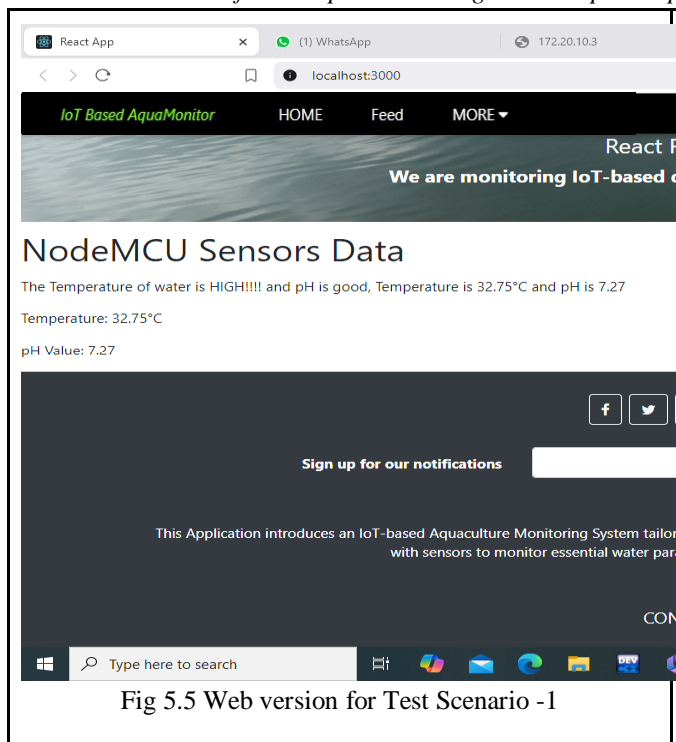 React App
(1) WhatsApp
172.20.10.3
localhost:3000
IoT Based AquaMonitor HOME Feed MORE
React
We are monitoring IoT-based
NodeMCU Sensors Data
The Temperature of water is HIGH!!!! and pH is good, Temperature is 32.75°C and pH is 7.27
Temperature: 32.75°C
pH Value: 7.27
Sign up for our notifications
This Application introduces an IoT-based Aquaculture Monitoring System
with sensors to monitor essential water
Type here to search
DEV
Fig 5.5 Web version for Test Scenario -1